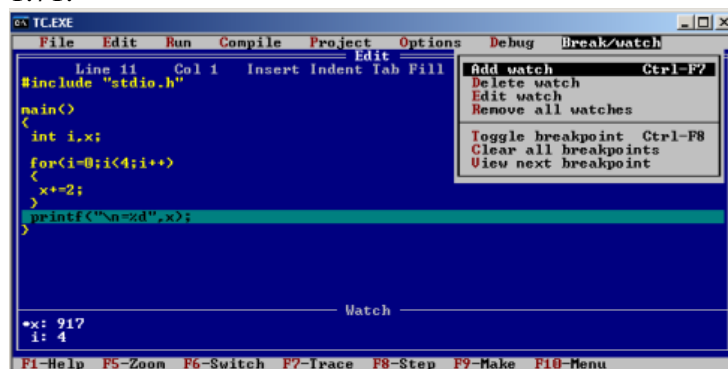 TC.EXE
File Edit Run Compile Project Options Debug Break/watch
Edit
Line 11 Col 1 Insert Indent Tab Fill
Add watch Ctrl-F7
Delete watch
Edit watch
Remove all watches
Toggle breakpoint Ctrl-F8
Clear all breakpoints
View next breakpoint
#include "stdio.h"
main()
{
int i,x;
for(i=0;i<4;i++)
{
x+=2;
}
printf("\n=%d",x);
}
Watch
•x: 917
i: 4
F1-Help F5-Zoom F6-Switch F7-Trace F8-Step F9-Make F10-Menu